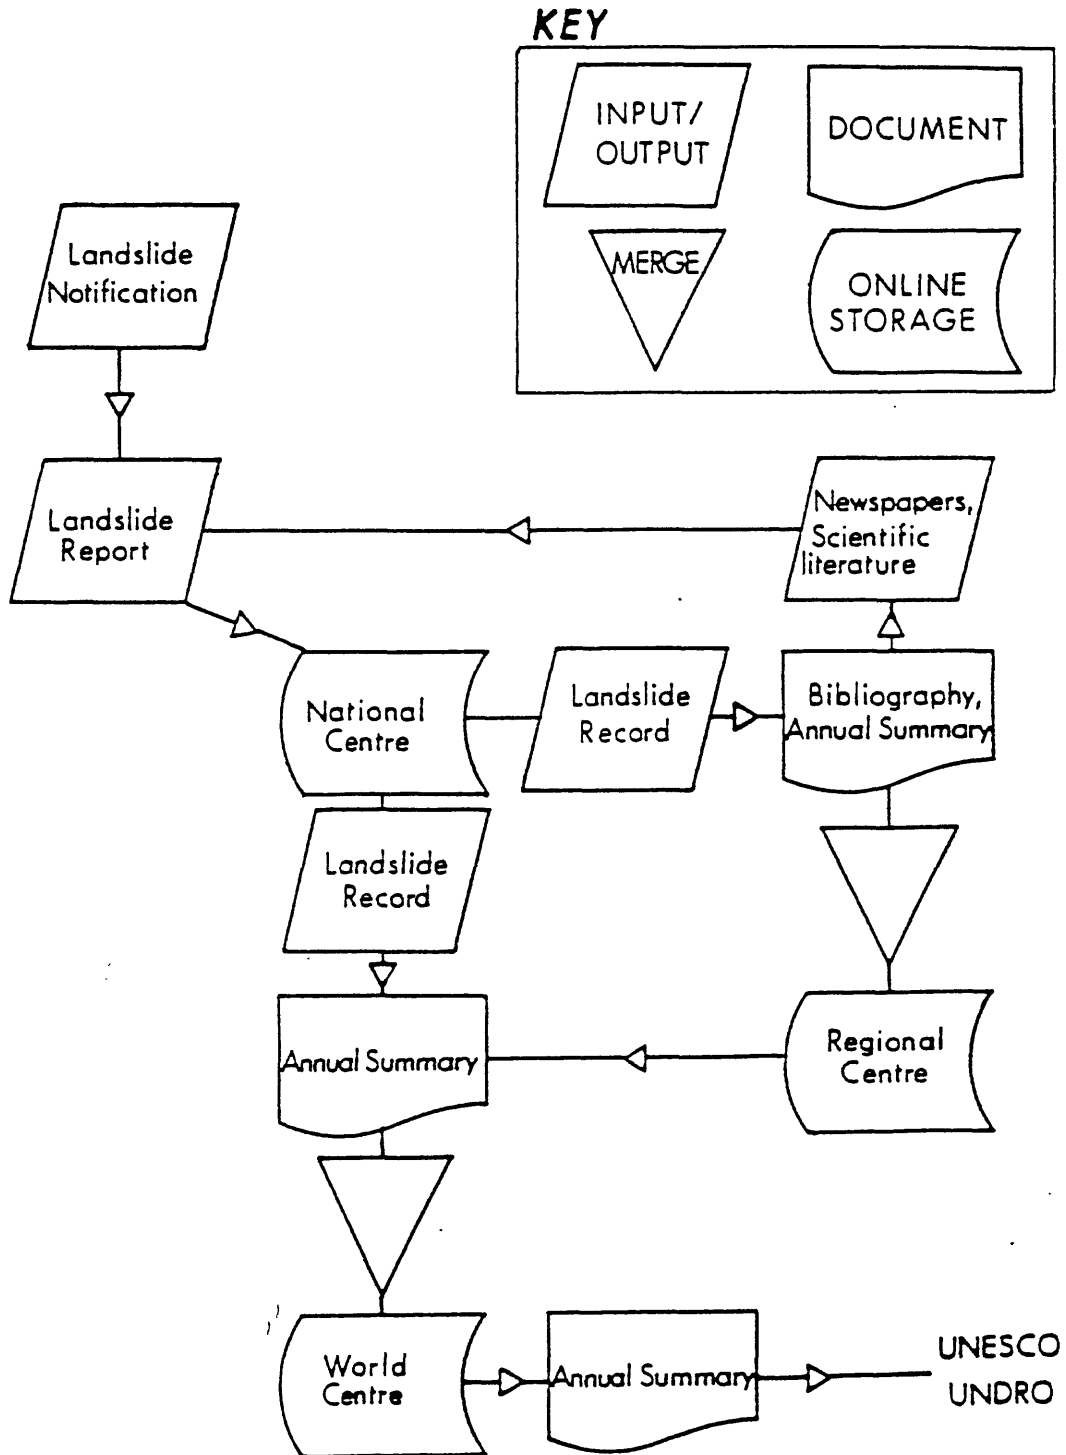 KEY
INPUT/
OUTPUT
DOCUMENT
MERGE
ONLINE
STORAGE
Landslide
Notification
Landslide
Report
Newspapers,
Scientific
literature
National
Centre
Landslide
Record
Bibliography,
Annual Summary
Landslide
Record
Annual Summary
Regional
Centre
World
Centre
Annual Summary
UNESCO
UNDRO